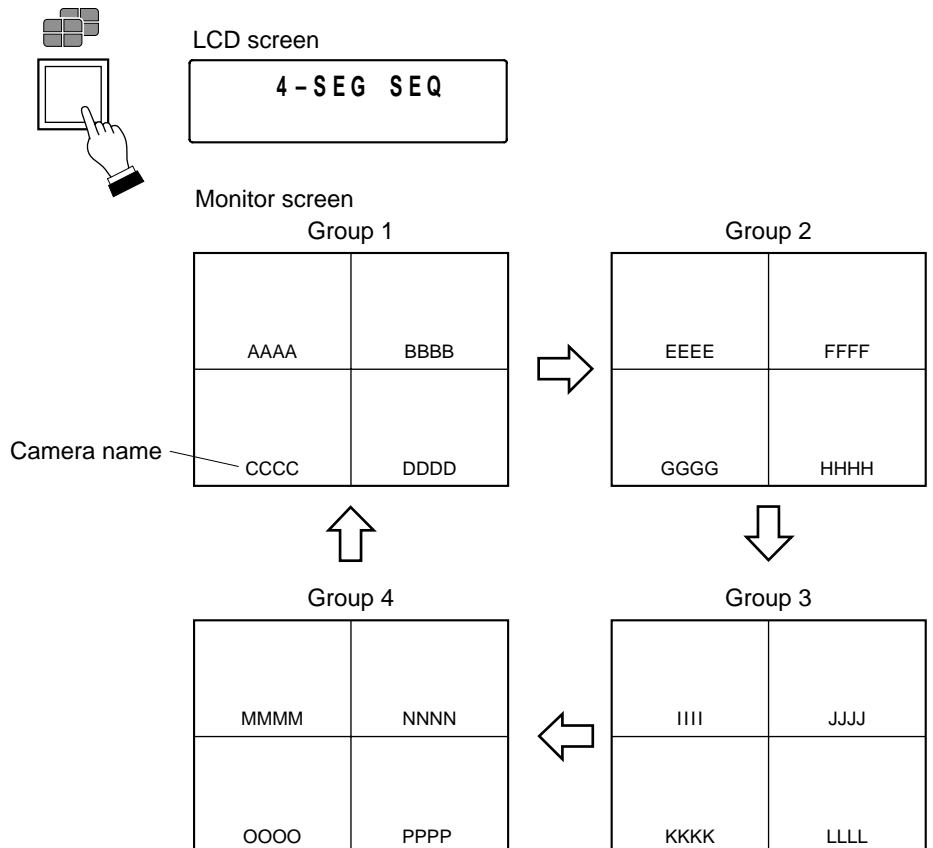 LCD screen
4–SEG SEQ
Monitor screen
Group 1
Group 2
AAAA
BBBB
EEEE
FFFF
Camera name
CCCC
DDDD
GGGG
HHHH
Group 4
Group 3
MMMM
NNNN
IIII
JJJJ
OOOO
PPPP
KKKK
LLLL